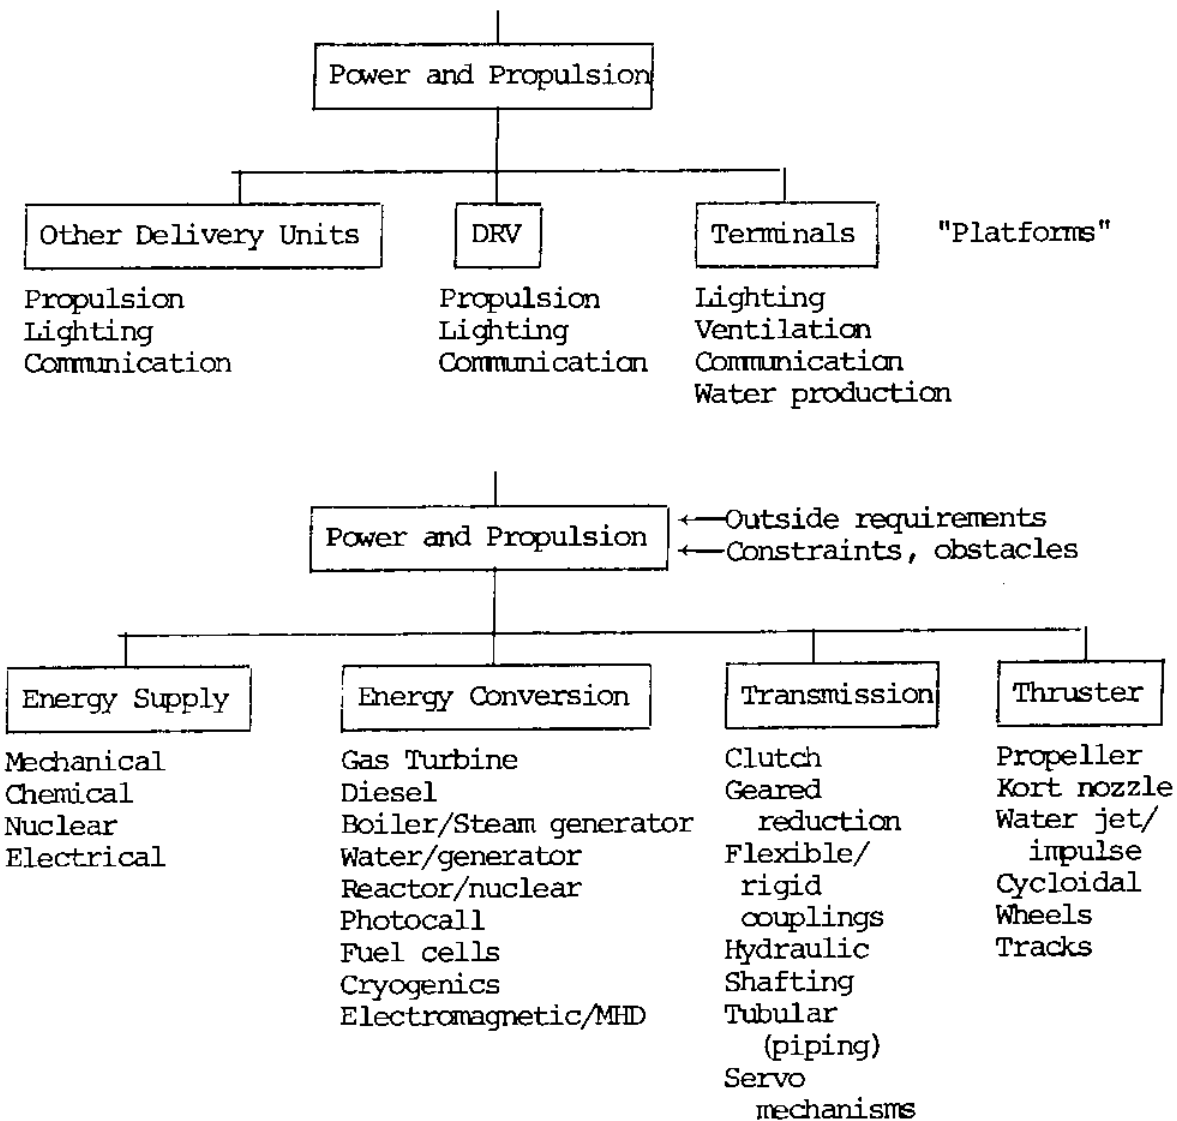 Power and Propulsion
Other Delivery Units
DRV
Terminals
"Platforms"
Propulsion
Lighting
Communication
Propulsion
Lighting
Communication
Lighting
Ventilation
Communication
Water production
Power and Propulsion
←Outside requirements
←Constraints, obstacles
Energy Supply
Energy Conversion
Transmission
Thruster
Mechanical
Chemical
Nuclear
Electrical
Gas Turbine
Diesel
Boiler/Steam generator
Water/generator
Reactor/nuclear
Photocall
Fuel cells
Cryogenics
Electromagnetic/MHD
Clutch
Geared
reduction
Flexible/
rigid
couplings
Hydraulic
Shafting
Tubular
(piping)
Servo
mechanisms
Propeller
Kort nozzle
Water jet/
impulse
Cycloidal
Wheels
Tracks